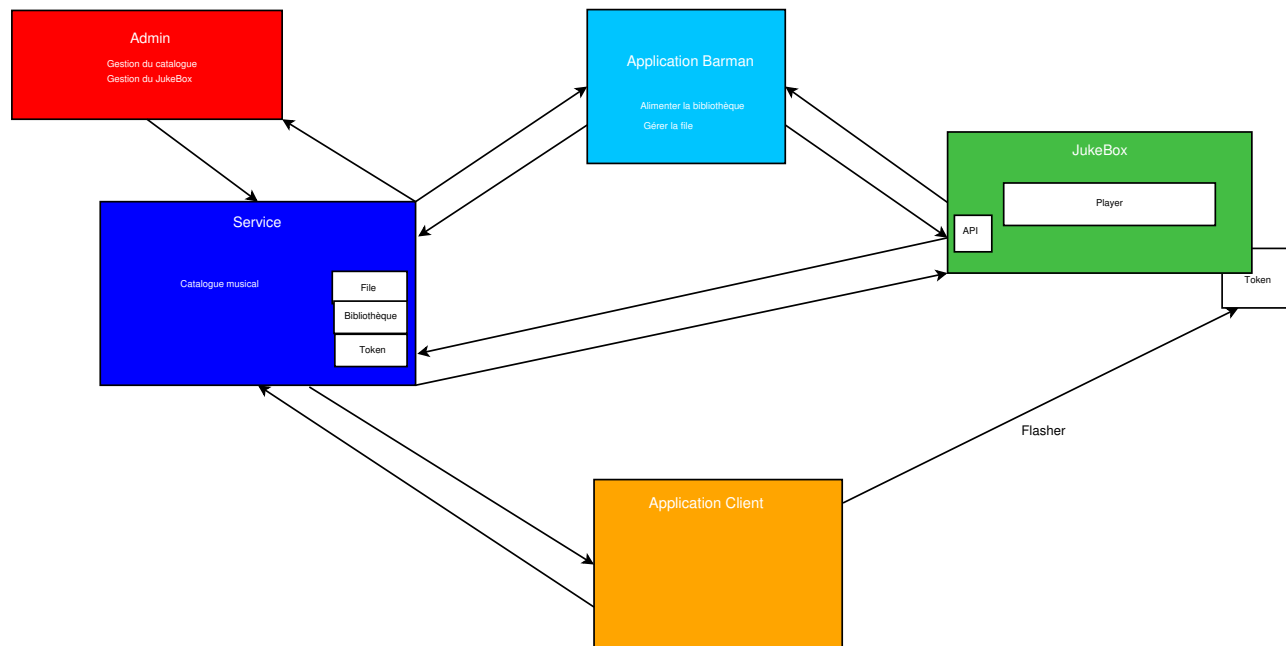 Admin
Gestion du catalogue
Gestion du JukeBox
Application Barman
Alimenter la bibliothèque
Gérer la file
JukeBox
Player
API
Token
Service
Catalogue musical
File
Bibliothèque
Token
Flasher
Application Client